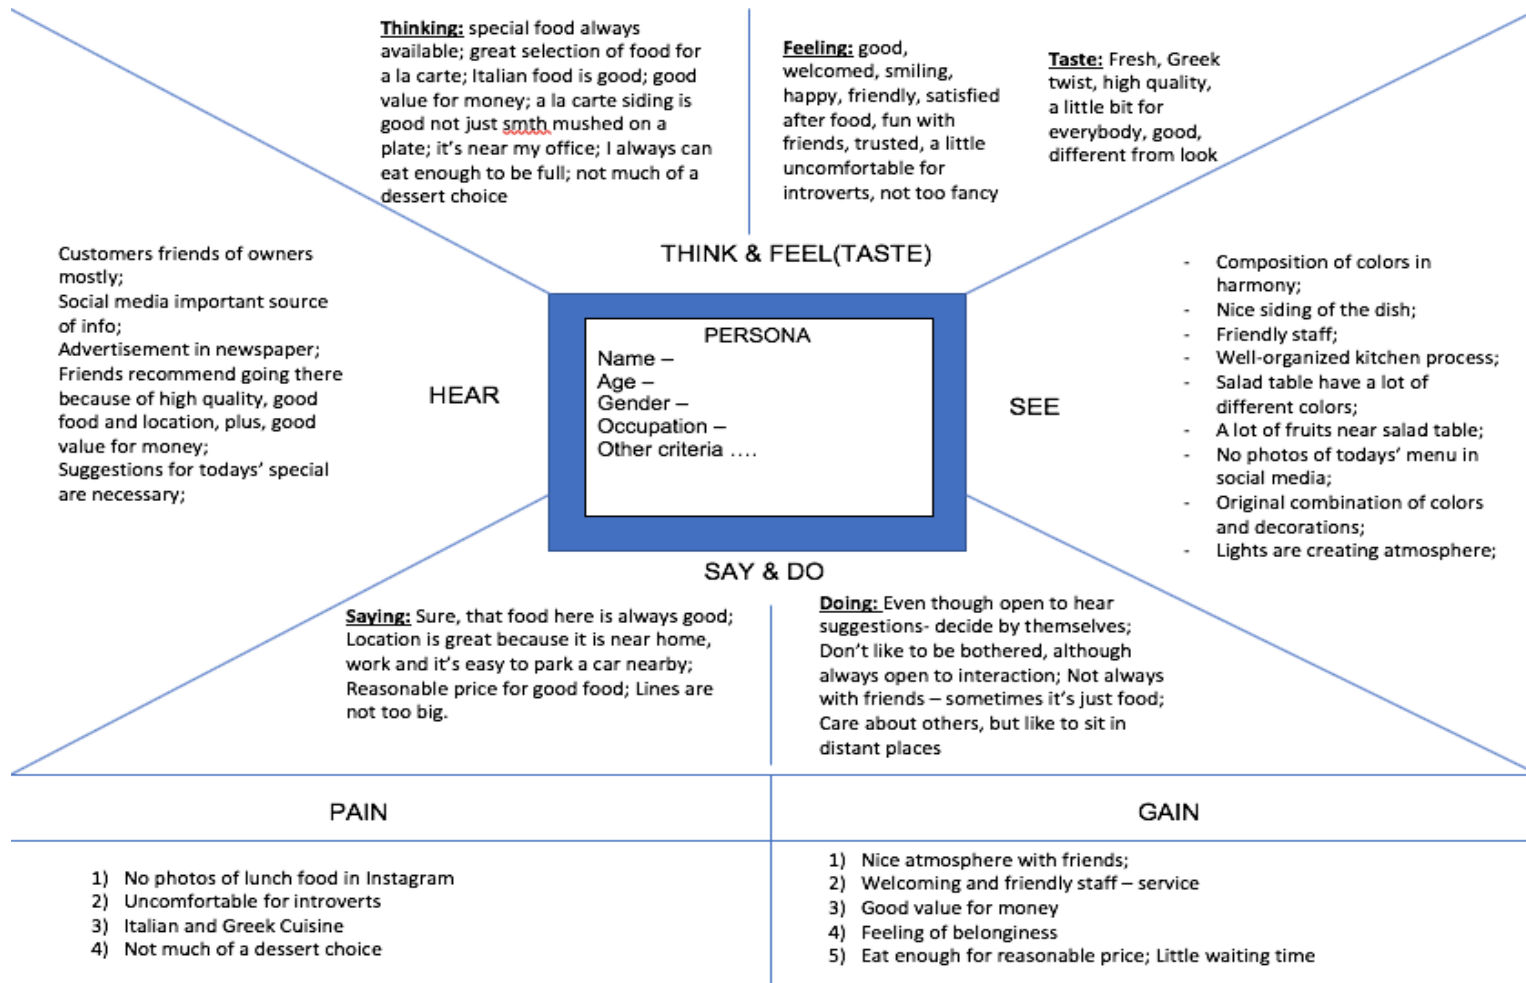 Thinking: special food always
available; great selection of food for
a la carte; Italian food is good; good
value for money; a la carte siding is
good not just smth mushed on a
plate; it's near my office; I always can
eat enough to be full; not much of a
dessert choice
Feeling: good,
welcomed, smiling,
happy, friendly, satisfied
after food, fun with
friends, trusted, a little
uncomfortable for
introverts, not too fancy
Taste: Fresh, Greek
twist, high quality,
a little bit for
everybody, good,
different from look
THINK & FEEL(TASTE)
Customers friends of owners
mostly;
Social media important source
of info;
Advertisement in newspaper;
Friends recommend going there
because of high quality, good
food and location, plus, good
value for money;
Suggestions for todays' special
are necessary;
HEAR
PERSONA
Name –
Age –
Gender –
Occupation –
Other criteria ….
SEE
- Composition of colors in
harmony;
- Nice siding of the dish;
- Friendly staff;
- Well-organized kitchen process;
- Salad table have a lot of
different colors;
- A lot of fruits near salad table;
- No photos of todays' menu in
social media;
- Original combination of colors
and decorations;
- Lights are creating atmosphere;
SAY & DO
Saying: Sure, that food here is always good;
Location is great because it is near home,
work and it's easy to park a car nearby;
Reasonable price for good food; Lines are
not too big.
Doing: Even though open to hear
suggestions- decide by themselves;
Don't like to be bothered, although
always open to interaction; Not always
with friends – sometimes it's just food;
Care about others, but like to sit in
distant places
PAIN
1) No photos of lunch food in Instagram
2) Uncomfortable for introverts
3) Italian and Greek Cuisine
4) Not much of a dessert choice
GAIN
1) Nice atmosphere with friends;
2) Welcoming and friendly staff – service
3) Good value for money
4) Feeling of belonginess
5) Eat enough for reasonable price; Little waiting time